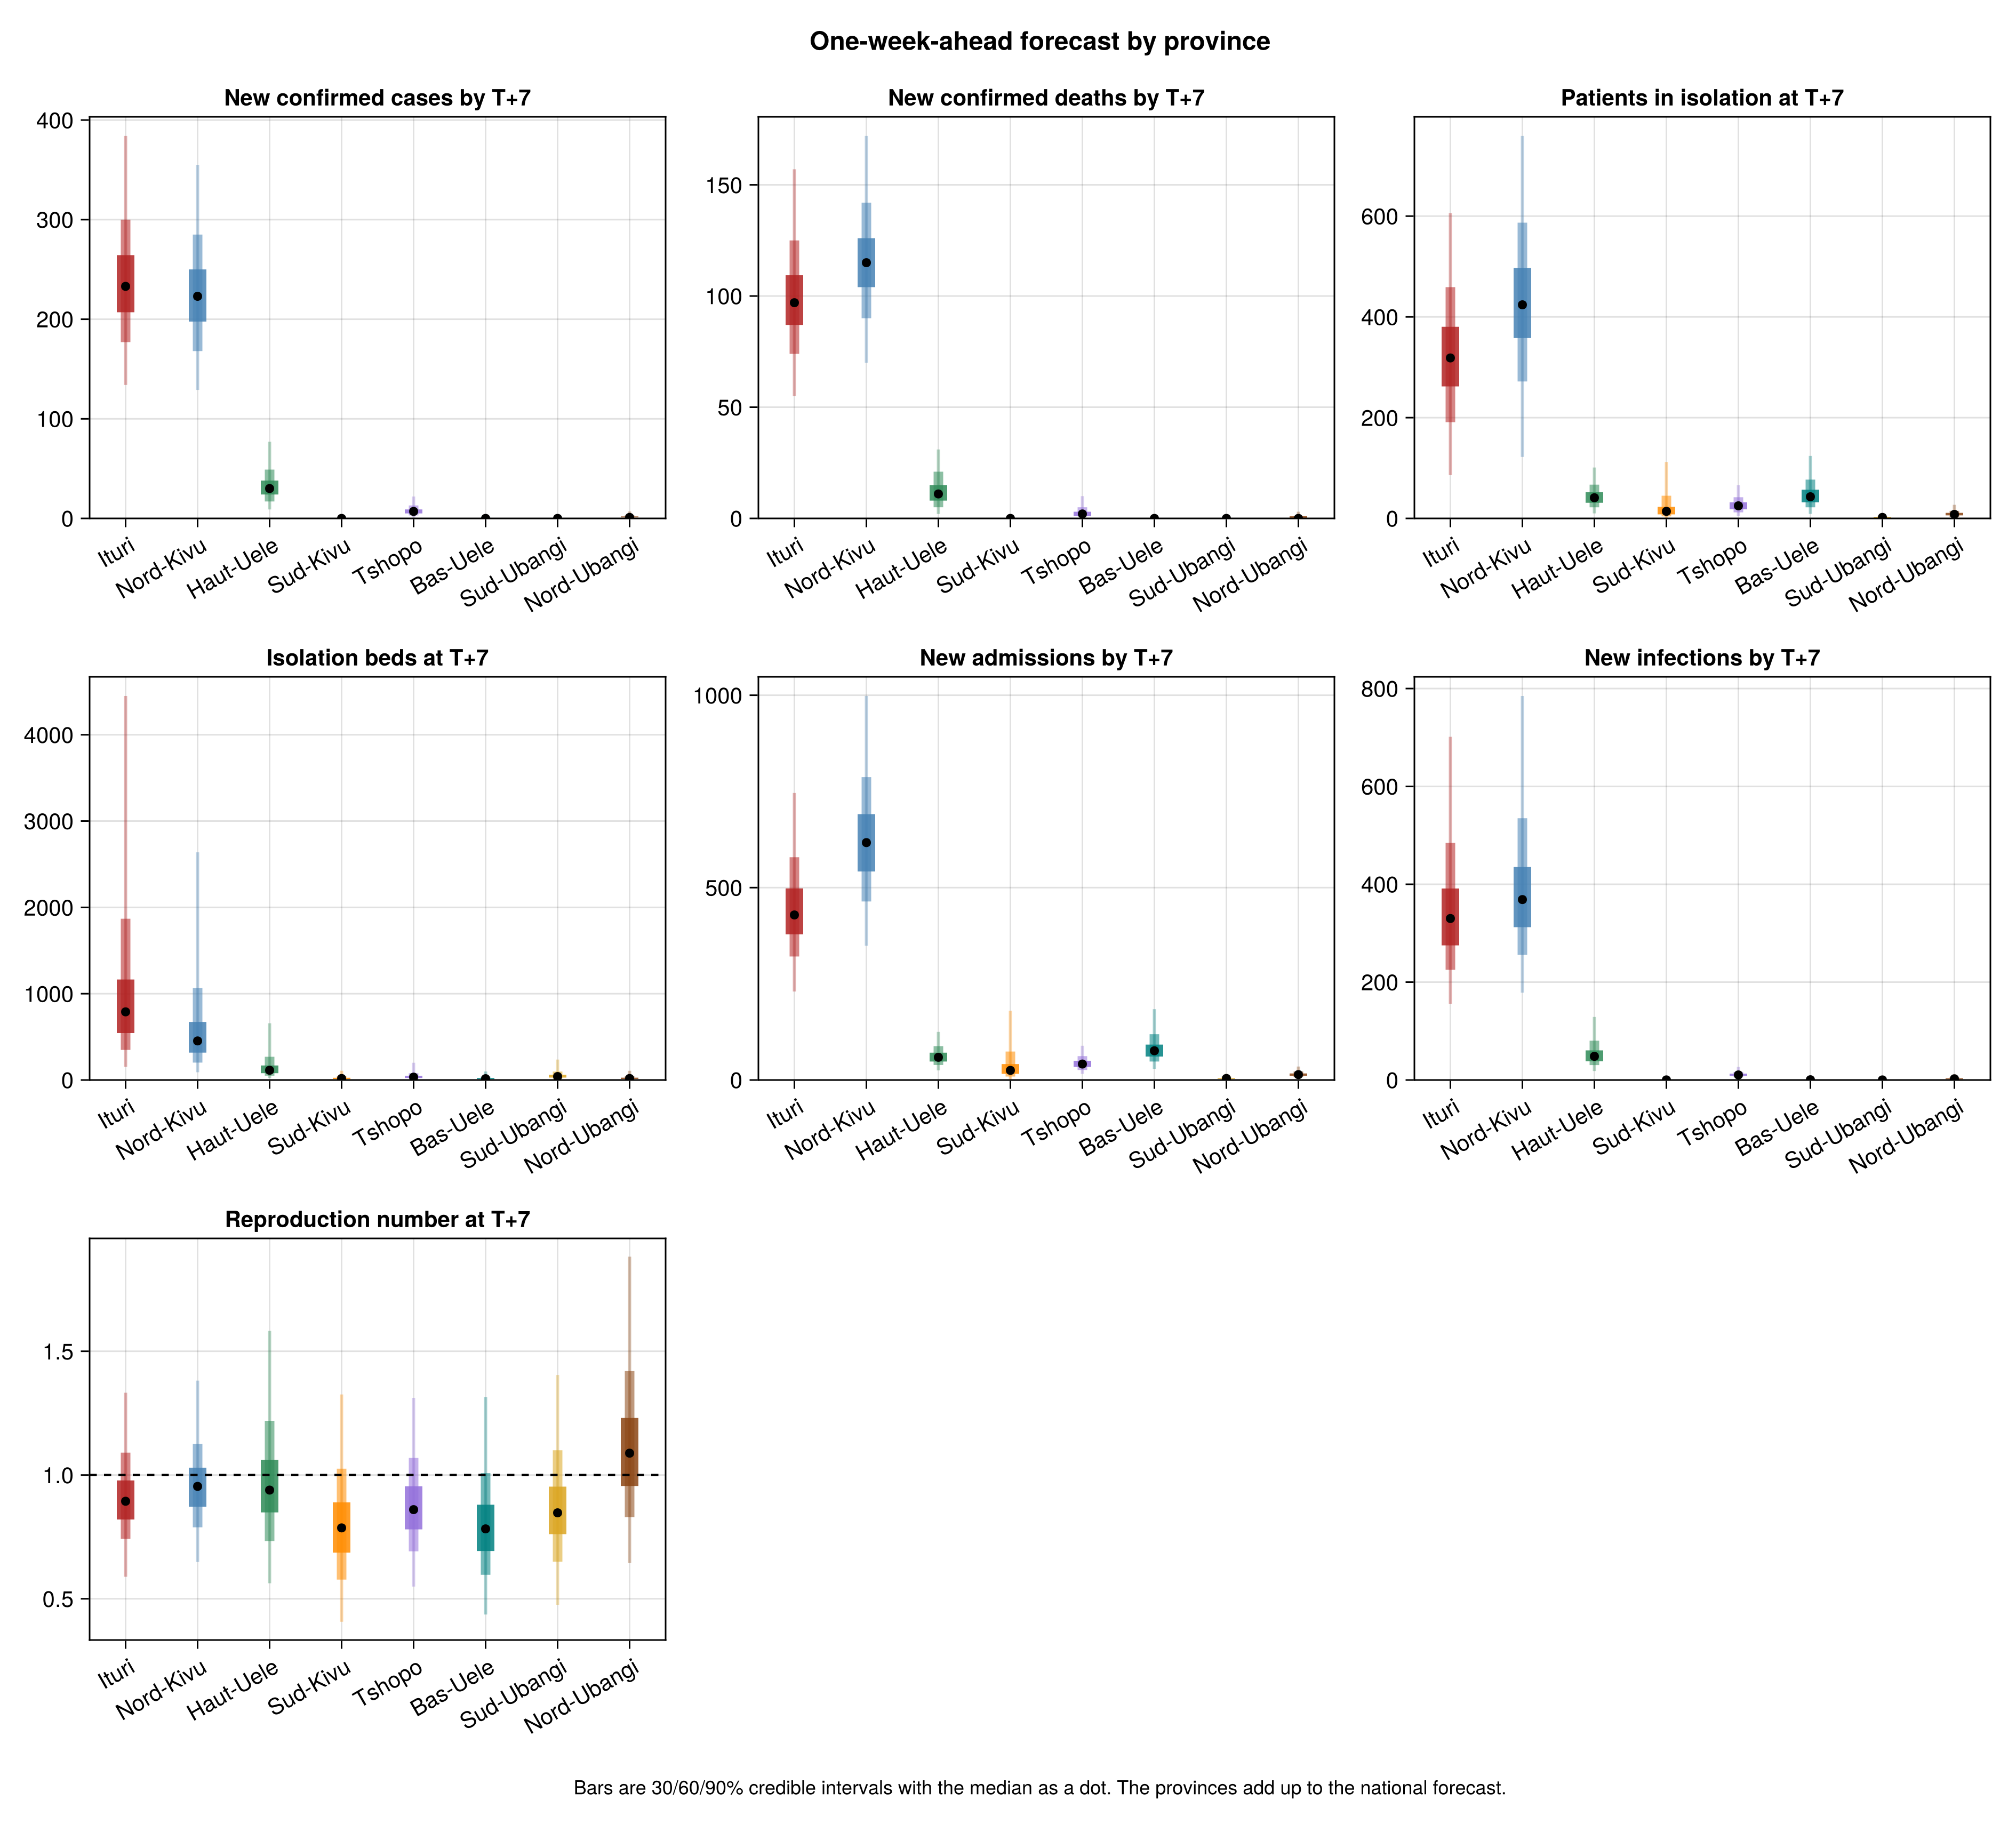 One-week-ahead forecast by province
New confirmed cases by T+7
400
300
200
100
0
Ituri
Nord-Kivu
Haut-Uele
Sud-Kivu
Tshopo
Bas-Uele
Sud-Ubangi
Nord-Ubangi
New confirmed deaths by T+7
150
100
50
0
Ituri
Nord-Kivu
Haut-Uele
Sud-Kivu
Tshopo
Bas-Uele
Sud-Ubangi
Nord-Ubangi
Patients in isolation at T+7
600
400
200
0
Ituri
Nord-Kivu
Haut-Uele
Sud-Kivu
Tshopo
Bas-Uele
Sud-Ubangi
Nord-Ubangi
Isolation beds at T+7
4000
3000
2000
1000
0
Ituri
Nord-Kivu
Haut-Uele
Sud-Kivu
Tshopo
Bas-Uele
Sud-Ubangi
Nord-Ubangi
New admissions by T+7
1000
500
0
Ituri
Nord-Kivu
Haut-Uele
Sud-Kivu
Tshopo
Bas-Uele
Sud-Ubangi
Nord-Ubangi
New infections by T+7
800
600
400
200
0
Ituri
Nord-Kivu
Haut-Uele
Sud-Kivu
Tshopo
Bas-Uele
Sud-Ubangi
Nord-Ubangi
Reproduction number at T+7
1.5
1.0
0.5
Ituri
Nord-Kivu
Haut-Uele
Sud-Kivu
Tshopo
Bas-Uele
Sud-Ubangi
Nord-Ubangi
Bars are 30/60/90% credible intervals with the median as a dot. The provinces add up to the national forecast.